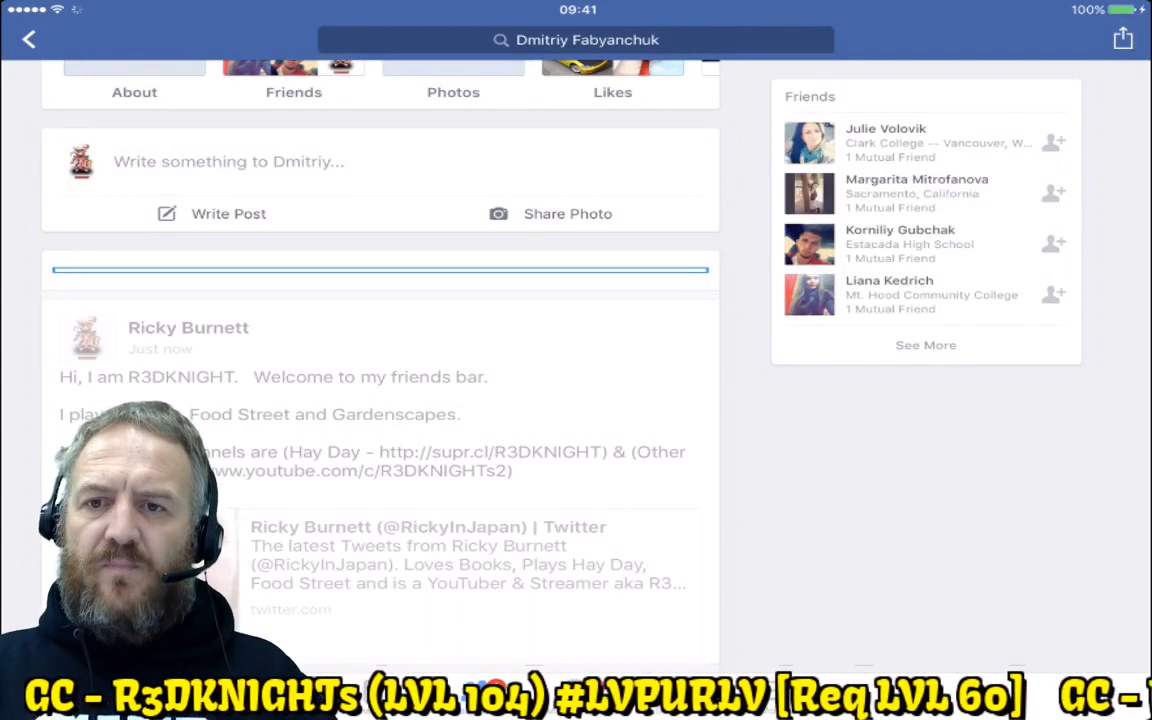 09:41
100%
Dmitriy Fabyanchuk
About
Friends
Photos
Likes
Write something to Dmitriy...
Write Post
Share Photo
Ricky Burnett
Just now
Hi, I am R3DKNIGHT. Welcome to my friends bar.
I play Food Street and Gardenscapes.
are (Hay Day - http://supr.cl/R3DKNIGHT) & (Other
www.youtube.com/c/R3DKNIGHTs2)
Ricky Burnett (@RickyInJapan) | Twitter
The latest Tweets from Ricky Burnett
(@RickyInJapan). Loves Books, Plays Hay Day,
Food Street and is a YouTuber & Streamer aka R3...
twitter.com
Friends
Julie Volovik
Clark College -- Vancouver, W...
1 Mutual Friend
Margarita Mitrofanova
Sacramento, California
1 Mutual Friend
Korniliy Gubchak
Estacada High School
1 Mutual Friend
Liana Kedrich
Mt. Hood Community College
1 Mutual Friend
See More
GC - R3DKNIGHTs (LVL 104) #LVPURLV [Req LVL 60] GC -